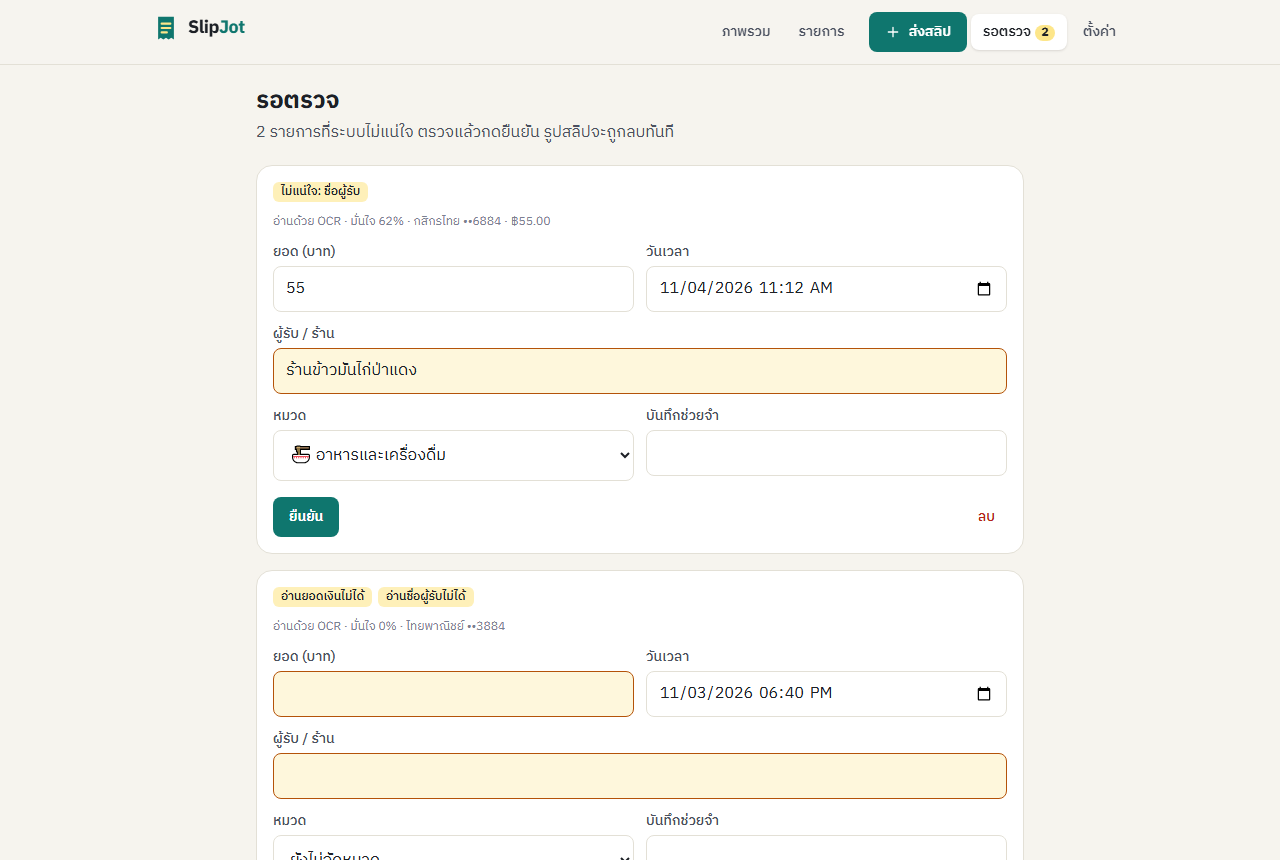 SlipJot
ภาพรวม
รายการ
+ ส่งสลิป
รอตรวจ 2
ตั้งค่า
รอตรวจ
2 รายการที่ระบบไม่แน่ใจ ตรวจแล้วกดยืนยัน รูปสลิปจะถูกลบทันที
ไม่แน่ใจ: ชื่อผู้รับ
อ่านด้วย OCR · มั่นใจ 62% · กสิกรไทย ••6884 · ฿55.00
ยอด (บาท)
วันเวลา
55
11/04/2026 11:12 AM
ผู้รับ / ร้าน
ร้านข้าวมันไก่ป่าแดง
หมวด
บันทึกช่วยจำ
🍜 อาหารและเครื่องดื่ม
ยืนยัน
ลบ
อ่านยอดเงินไม่ได้
อ่านชื่อผู้รับไม่ได้
อ่านด้วย OCR · มั่นใจ 0% · ไทยพาณิชย์ ••3884
ยอด (บาท)
วันเวลา
11/03/2026 06:40 PM
ผู้รับ / ร้าน
หมวด
บันทึกช่วยจำ
ยังไม่จัดหมวด